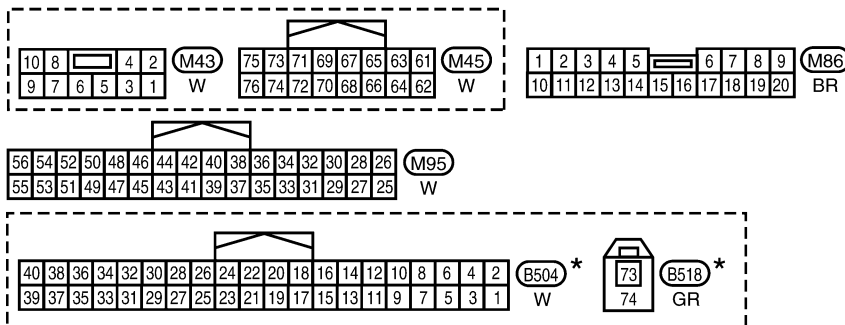 10 8 4 2 M43 75 73 71 69 67 65 63 61 M45 1 2 3 4 5 6 7 8 9 M86
9 7 6 5 3 1 W 76 74 72 70 68 66 64 62 W 10 11 12 13 14 15 16 17 18 19 20 BR
56 54 52 50 48 46 44 42 40 38 36 34 32 30 28 26 M95
55 53 51 49 47 45 43 41 39 37 35 33 31 29 27 25 W
40 38 36 34 32 30 28 26 24 22 20 18 16 14 12 10 8 6 4 2 B504 * 73 B518 *
39 37 35 33 31 29 27 25 23 21 19 17 15 13 11 9 7 5 3 1 W 74 GR